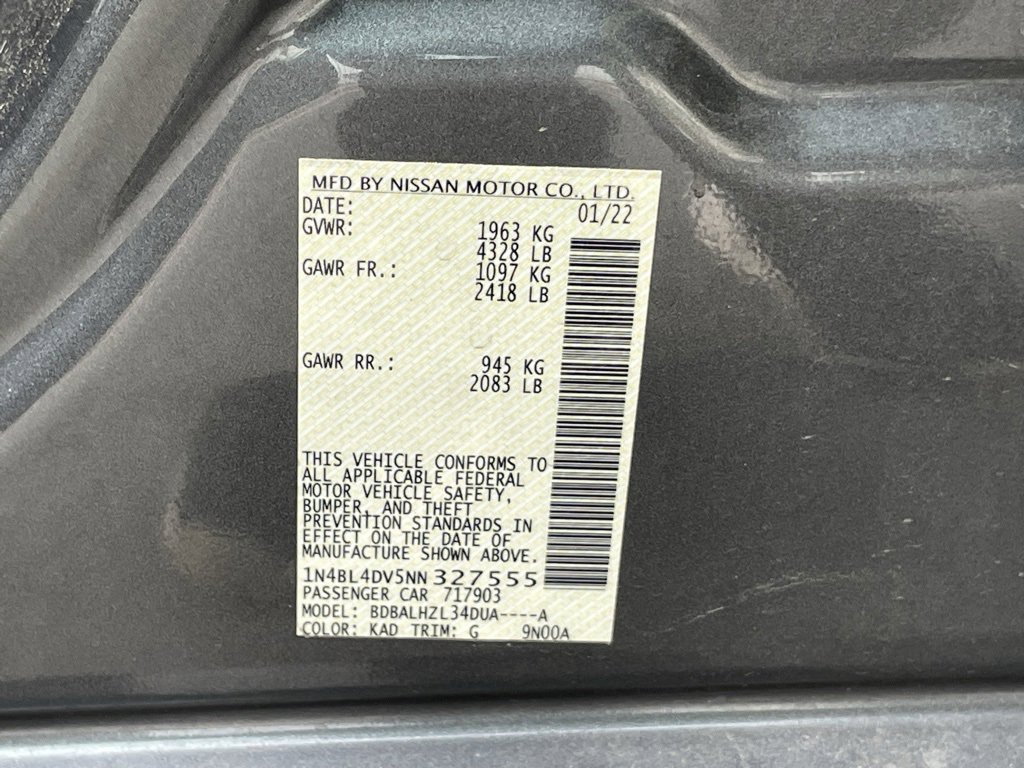 MFD BY NISSAN MOTOR CO., LTD.
DATE: 01/22
GVWR: 1963 KG
4328 LB
GAWR FR.: 1097 KG
2418 LB
GAWR RR.: 945 KG
2083 LB
THIS VEHICLE CONFORMS TO
ALL APPLICABLE FEDERAL
MOTOR VEHICLE SAFETY,
BUMPER, AND THEFT
PREVENTION STANDARDS IN
EFFECT ON THE DATE OF
MANUFACTURE SHOWN ABOVE.
1N4BL4DV5NN 327555
PASSENGER CAR 717903
MODEL: BDBALHZL34DUA----A
COLOR: KAD TRIM: G 9N00A